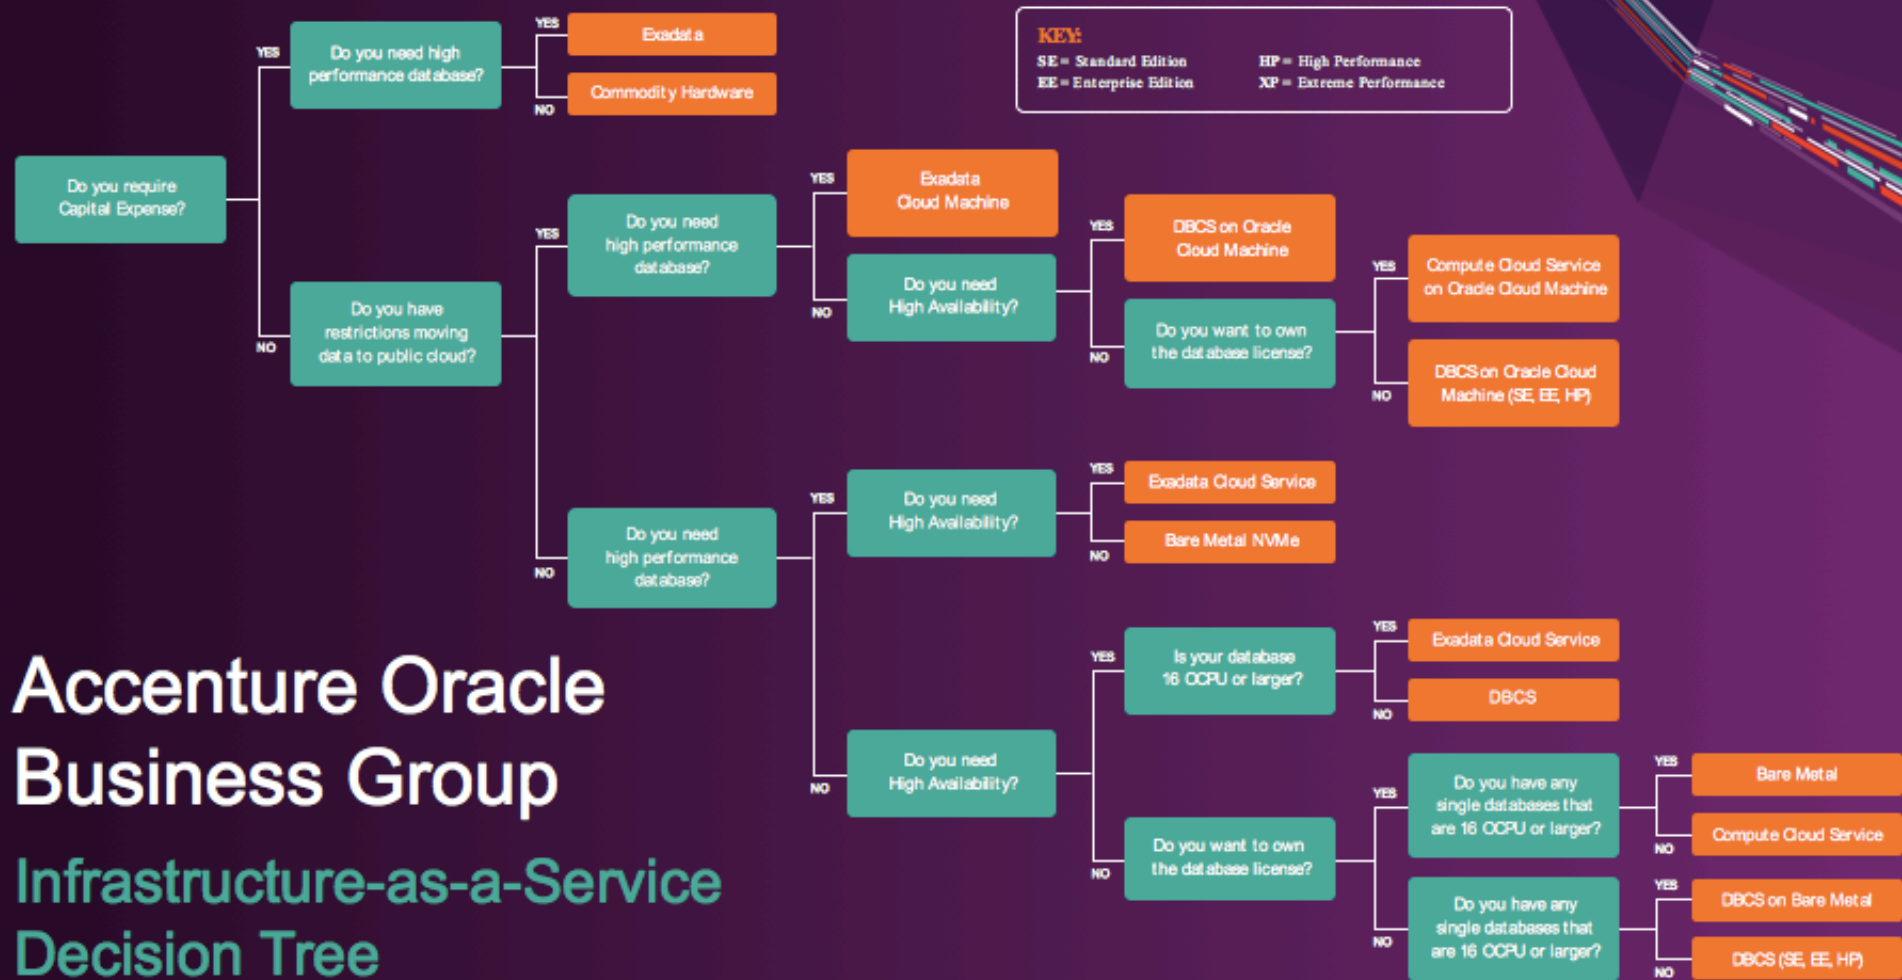 YES
Do you need high
performance database?
YES
Exadata
NO
Commodity Hardware
KEY:
SE = Standard Edition
HP = High Performance
EE = Enterprise Edition
XP = Extreme Performance
Do you require
Capital Expense?
NO
Do you have
restrictions moving
data to public cloud?
YES
Do you need
high performance
database?
YES
Exadata
Cloud Machine
NO
Do you need
High Availability?
YES
DBCS on Oracle
Cloud Machine
NO
Do you want to own
the database license?
YES
Compute Cloud Service
on Oracle Cloud Machine
NO
DBCS on Oracle Cloud
Machine (SE, EE, HP)
NO
Do you need
high performance
database?
YES
Do you need
High Availability?
YES
Exadata Cloud Service
NO
Bare Metal NVMe
NO
Do you need
High Availability?
YES
Is your database
16 OCPU or larger?
YES
Exadata Cloud Service
NO
DBCS
NO
Do you want to own
the database license?
YES
Do you have any
single databases that
are 16 OCPU or larger?
YES
Bare Metal
NO
Compute Cloud Service
NO
Do you have any
single databases that
are 16 OCPU or larger?
YES
DBCS on Bare Metal
NO
DBCS (SE, EE, HP)
Accenture Oracle
Business Group
Infrastructure-as-a-Service
Decision Tree